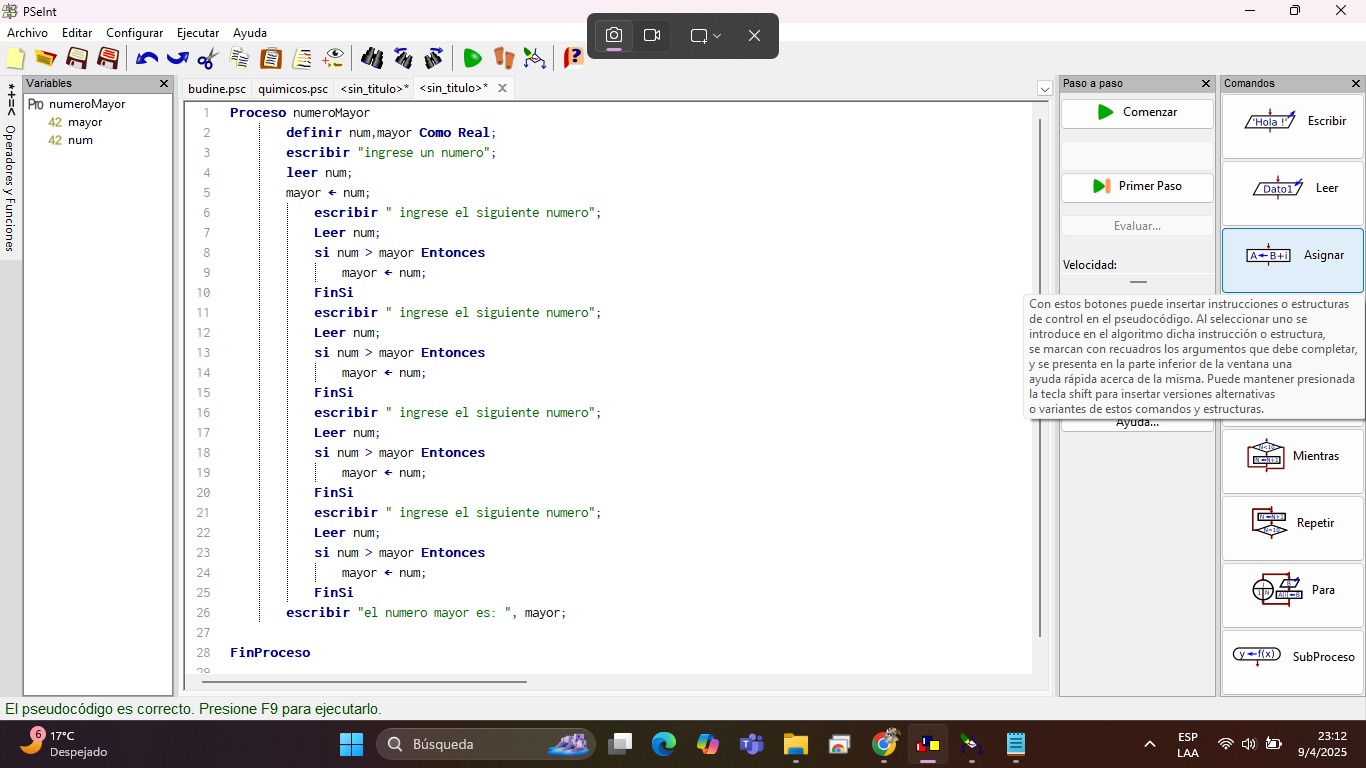 PSeInt
Archivo Editar Configurar Ejecutar Ayuda
Variables
Pro numeroMayor
42 mayor
42 num
*+=< Operadores y Funciones
budine.psc quimicos.psc <sin_titulo>* <sin_titulo>*
1 Proceso numeroMayor
2 definir num,mayor Como Real;
3 escribir "ingrese un numero";
4 leer num;
5 mayor ← num;
6 escribir " ingrese el siguiente numero";
7 Leer num;
8 si num > mayor Entonces
9 mayor ← num;
10 FinSi
11 escribir " ingrese el siguiente numero";
12 Leer num;
13 si num > mayor Entonces
14 mayor ← num;
15 FinSi
16 escribir " ingrese el siguiente numero";
17 Leer num;
18 si num > mayor Entonces
19 mayor ← num;
20 FinSi
21 escribir " ingrese el siguiente numero";
22 Leer num;
23 si num > mayor Entonces
24 mayor ← num;
25 FinSi
26 escribir "el numero mayor es: ", mayor;
27
28 FinProceso
29
Paso a paso
Comenzar
Primer Paso
Evaluar...
Velocidad:
Ayuda...
Comandos
'Hola !' Escribir
Dato1 Leer
A←B+i Asignar
Con estos botones puede insertar instrucciones o estructuras
de control en el pseudocódigo. Al seleccionar uno se
introduce en el algoritmo dicha instrucción o estructura,
se marcan con recuadros los argumentos que debe completar,
y se presenta en la parte inferior de la ventana una
ayuda rápida acerca de la misma. Puede mantener presionada
la tecla shift para insertar versiones alternativas
o variantes de estos comandos y estructuras.
Mientras
Repetir
Para
y←f(x) SubProceso
El pseudocódigo es correcto. Presione F9 para ejecutarlo.
6
17°C
Despejado
Búsqueda
ESP
LAA
23:12
9/4/2025